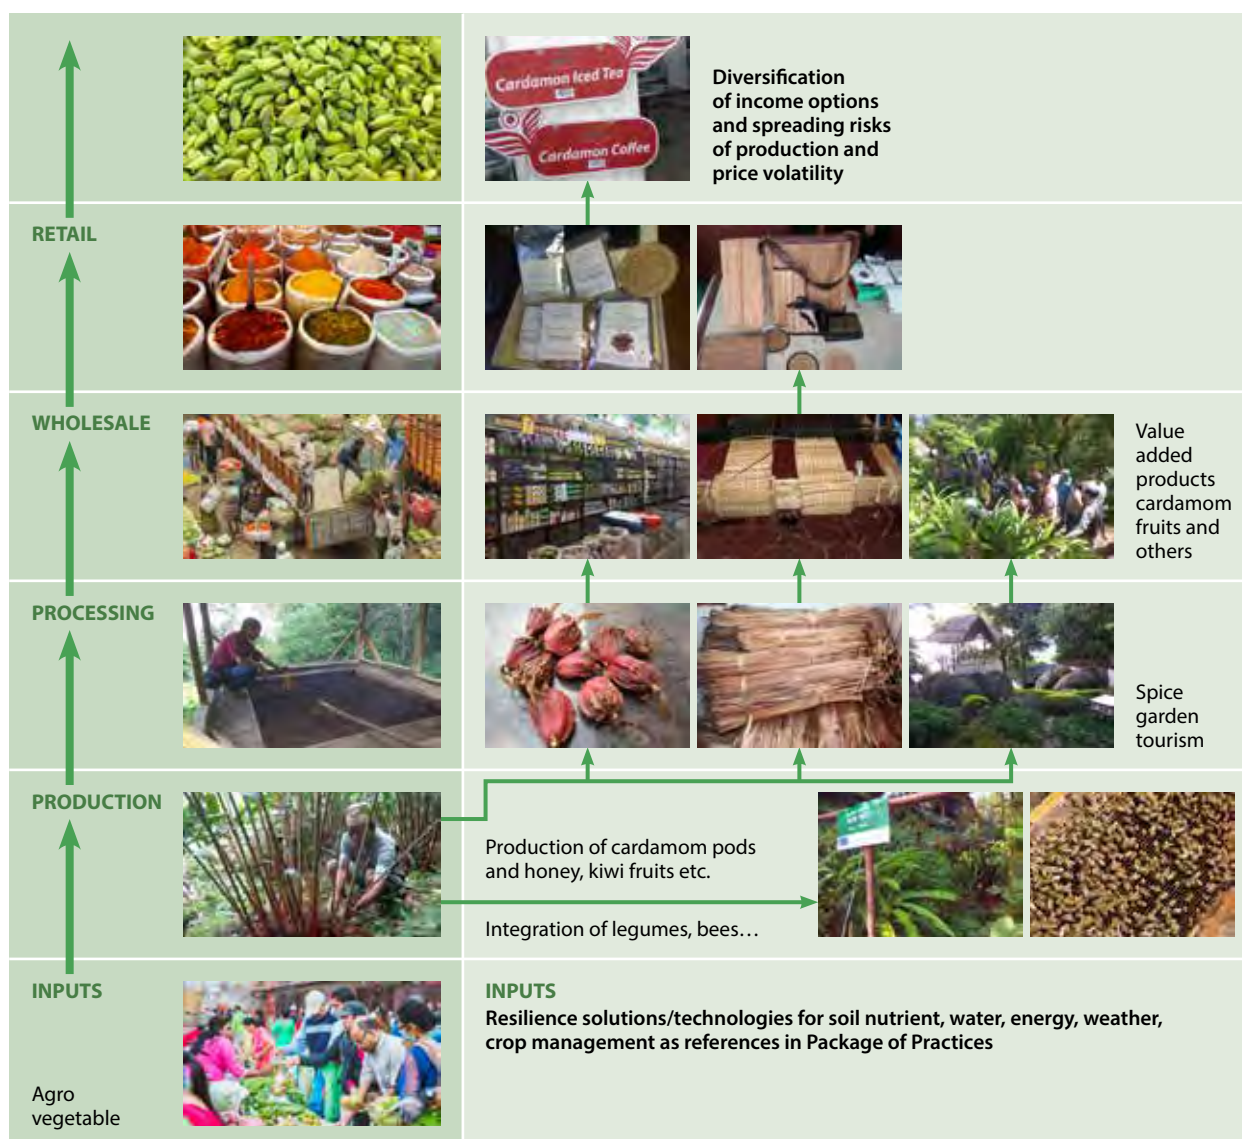 Cardamon Iced Tea
Cardamon Coffee
Diversification
of income options
and spreading risks
of production and
price volatility
RETAIL
WHOLESALE
Value
added
products
cardamom
fruits and
others
PROCESSING
Spice
garden
tourism
PRODUCTION
Production of cardamom pods
and honey, kiwi fruits etc.
Integration of legumes, bees…
INPUTS
Agro
vegetable
INPUTS
Resilience solutions/technologies for soil nutrient, water, energy, weather,
crop management as references in Package of Practices